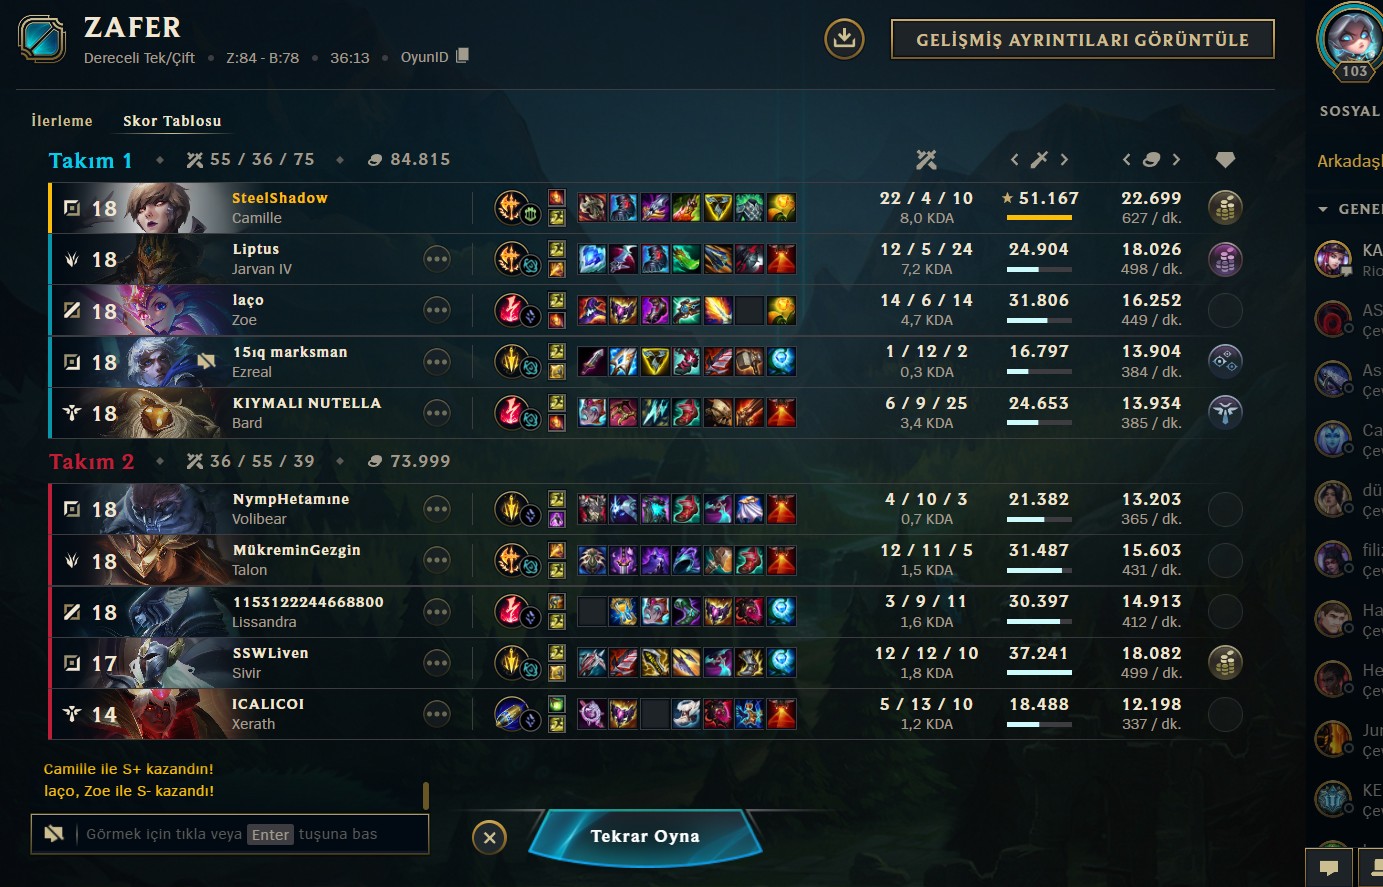 ZAFER
Dereceli Tek/Çift • Z:84 - B:78 • 36:13 • OyunID
GELİŞMİŞ AYRINTILARI GÖRÜNTÜLE
103
İlerleme Skor Tablosu
SOSYAL
Takım 1 55 / 36 / 75 84.815
18 SteelShadow 22 / 4 / 10 51.167 22.699
Camille 8,0 KDA 627 / dk.
18 Liptus 12 / 5 / 24 24.904 18.026
Jarvan IV 7,2 KDA 498 / dk.
18 laço 14 / 6 / 14 31.806 16.252
Zoe 4,7 KDA 449 / dk.
18 15ıq marksman 1 / 12 / 2 16.797 13.904
Ezreal 0,3 KDA 384 / dk.
18 KIYMALI NUTELLA 6 / 9 / 25 24.653 13.934
Bard 3,4 KDA 385 / dk.
Takım 2 36 / 55 / 39 73.999
18 NympHetamıne 4 / 10 / 3 21.382 13.203
Volibear 0,7 KDA 365 / dk.
18 MükreminGezgin 12 / 11 / 5 31.487 15.603
Talon 1,5 KDA 431 / dk.
18 1153122244668800 3 / 9 / 11 30.397 14.913
Lissandra 1,6 KDA 412 / dk.
17 SSWLiven 12 / 12 / 10 37.241 18.082
Sivir 1,8 KDA 499 / dk.
14 ICALICOI 5 / 13 / 10 18.488 12.198
Xerath 1,2 KDA 337 / dk.
Camille ile S+ kazandın!
laço, Zoe ile S- kazandı!
Görmek için tıkla veya Enter tuşuna bas
Tekrar Oyna